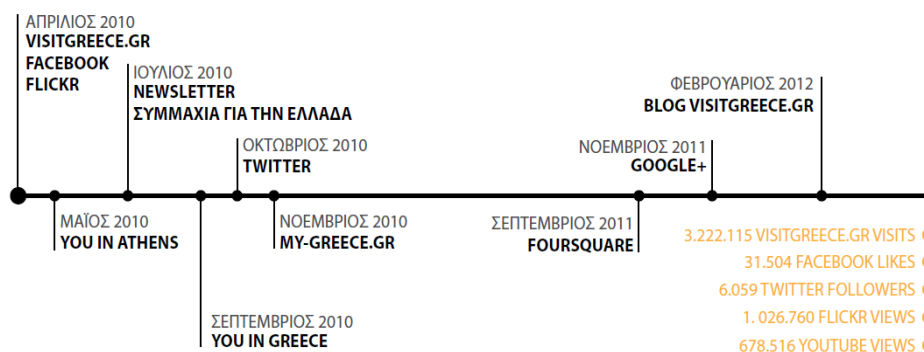 ΑΠΡΙΛΙΟΣ 2010
VISITGREECE.GR
FACEBOOK
FLICKR
ΙΟΥΛΙΟΣ 2010
NEWSLETTER
ΣΥΜΜΑΧΙΑ ΓΙΑ ΤΗΝ ΕΛΛΑΔΑ
ΟΚΤΩΒΡΙΟΣ 2010
TWITTER
ΝΟΕΜΒΡΙΟΣ 2011
GOOGLE+
ΦΕΒΡΟΥΑΡΙΟΣ 2012
BLOG VISITGREECE.GR
ΜΑΪΟΣ 2010
YOU IN ATHENS
ΣΕΠΤΕΜΒΡΙΟΣ 2010
YOU IN GREECE
ΝΟΕΜΒΡΙΟΣ 2010
MY-GREECE.GR
ΣΕΠΤΕΜΒΡΙΟΣ 2011
FOURSQUARE
3.222.115 VISITGREECE.GR VISITS
31.504 FACEBOOK LIKES
6.059 TWITTER FOLLOWERS
1. 026.760 FLICKR VIEWS
678.516 YOUTUBE VIEWS